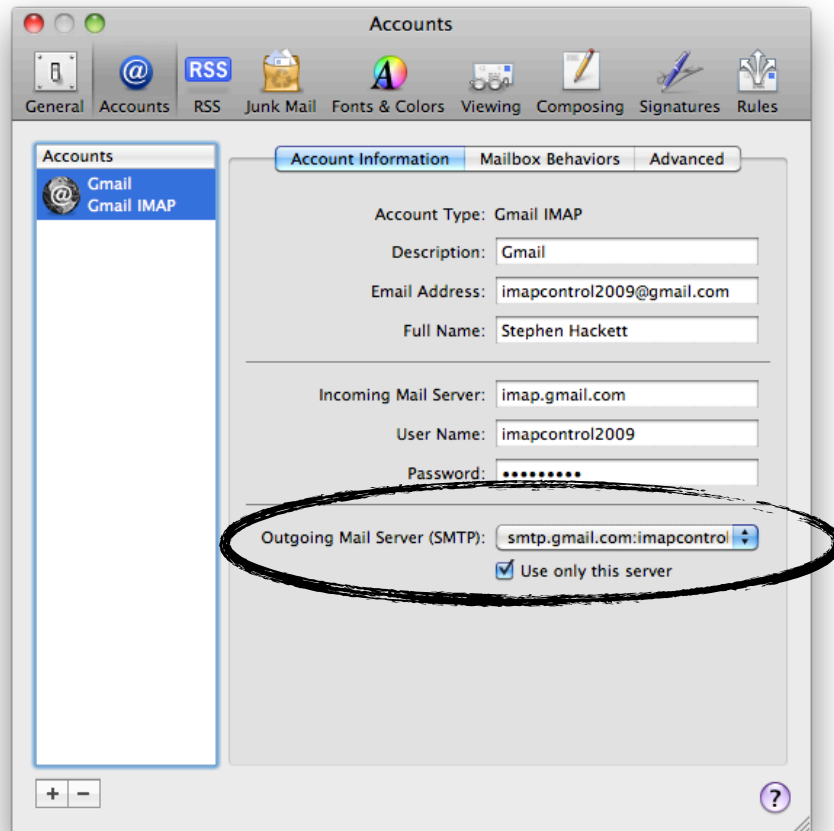 Accounts
RSS
General Accounts RSS Junk Mail Fonts & Colors Viewing Composing Signatures Rules
Accounts
Gmail
Gmail IMAP
Account Information Mailbox Behaviors Advanced
Account Type: Gmail IMAP
Description: Gmail
Email Address: imapcontrol2009@gmail.com
Full Name: Stephen Hackett
Incoming Mail Server: imap.gmail.com
User Name: imapcontrol2009
Password: •••••••••
Outgoing Mail Server (SMTP): smtp.gmail.com:imapcontrol
Use only this server
+ − ?